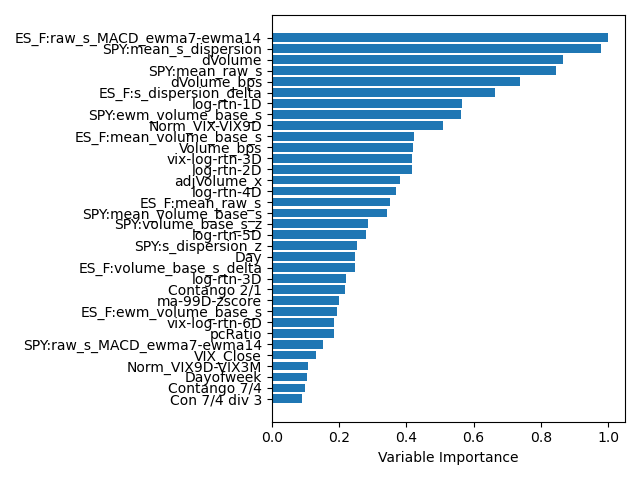 ES_F:raw_s_MACD_ewma7-ewma14
SPY:mean_s_dispersion
dVolume
SPY:mean_raw_s
dVolume_bps
ES_F:s_dispersion_delta
log-rtn-1D
SPY:ewm_volume_base_s
Norm_VIX-VIX9D
ES_F:mean_volume_base_s
Volume_bps
vix-log-rtn-3D
log-rtn-2D
adjVolume_x
log-rtn-4D
ES_F:mean_raw_s
SPY:mean_volume_base_s
SPY:volume_base_s_z
log-rtn-5D
SPY:s_dispersion_z
Day
ES_F:volume_base_s_delta
log-rtn-3D
Contango 2/1
ma-99D-zscore
ES_F:ewm_volume_base_s
vix-log-rtn-6D
pcRatio
SPY:raw_s_MACD_ewma7-ewma14
VIX_Close
Norm_VIX9D-VIX3M
Dayofweek
Contango 7/4
Con 7/4 div 3
0.0 0.2 0.4 0.6 0.8 1.0
Variable Importance